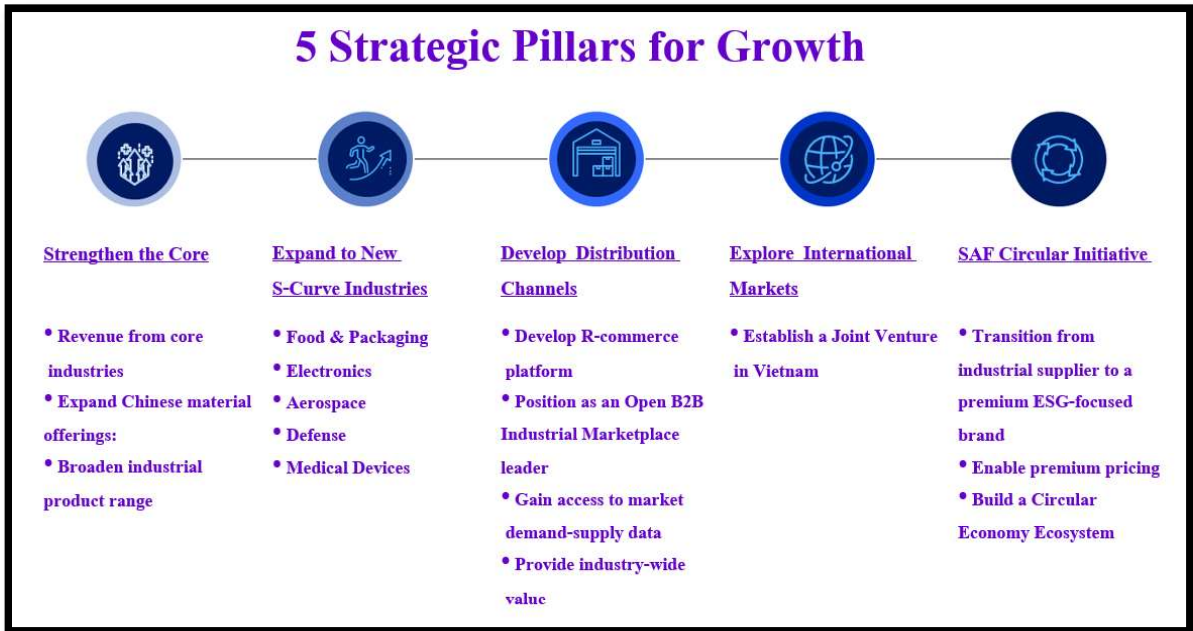 5 Strategic Pillars for Growth
Strengthen the Core
• Revenue from core
industries
• Expand Chinese material
offerings:
• Broaden industrial
product range
Expand to New
S-Curve Industries
• Food & Packaging
• Electronics
• Aerospace
• Defense
• Medical Devices
Develop Distribution
Channels
• Develop R-commerce
platform
• Position as an Open B2B
Industrial Marketplace
leader
• Gain access to market
demand-supply data
• Provide industry-wide
value
Explore International
Markets
• Establish a Joint Venture
in Vietnam
SAF Circular Initiative
• Transition from
industrial supplier to a
premium ESG-focused
brand
• Enable premium pricing
• Build a Circular
Economy Ecosystem